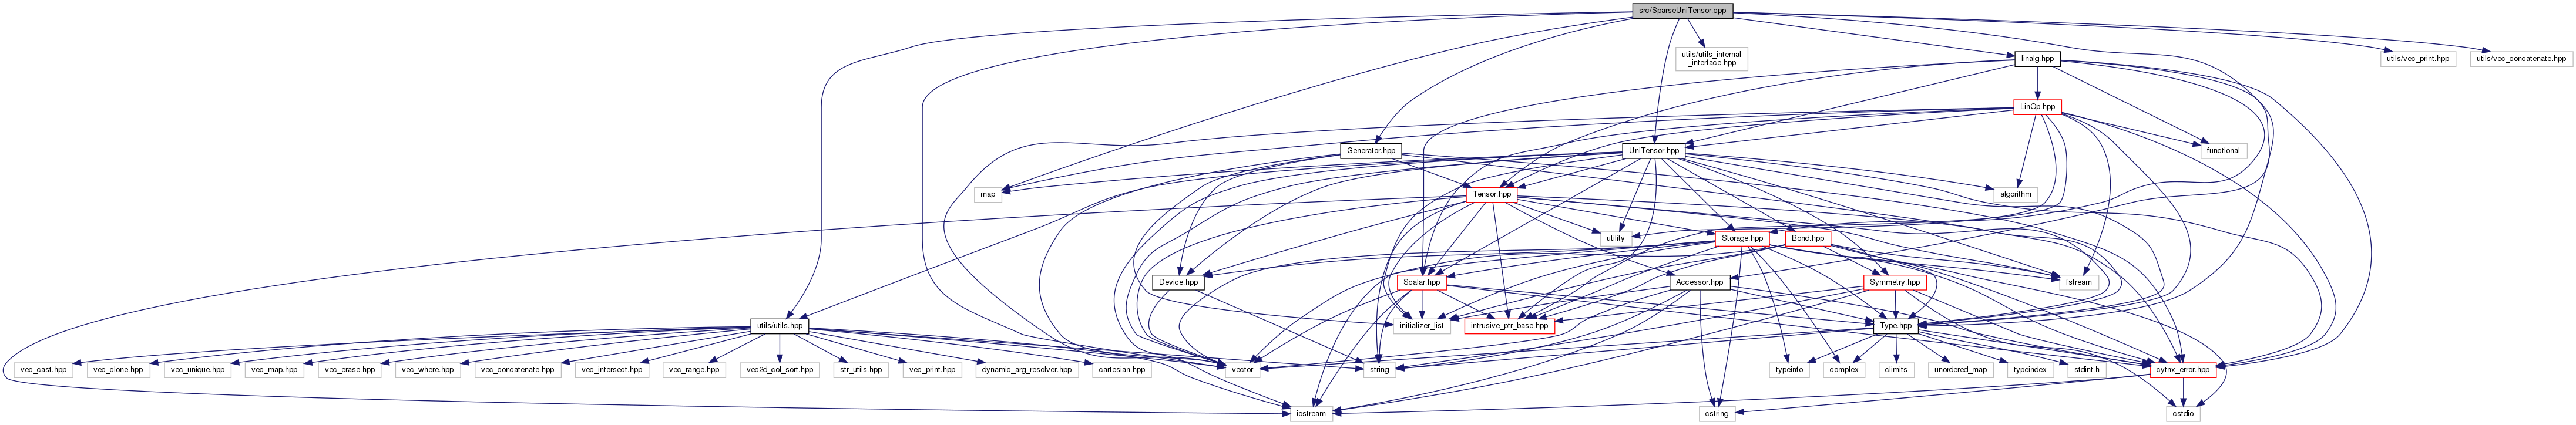 src/SparseUniTensor.cpp
utils/utils_internal
_interface.hpp
linalg.hpp
utils/vec_print.hpp
utils/vec_concatenate.hpp
LinOp.hpp
Generator.hpp
UniTensor.hpp
functional
map
Tensor.hpp
algorithm
utility
Storage.hpp
Bond.hpp
Device.hpp
Scalar.hpp
Accessor.hpp
Symmetry.hpp
fstream
utils/utils.hpp
initializer_list
intrusive_ptr_base.hpp
Type.hpp
vec_cast.hpp
vec_clone.hpp
vec_unique.hpp
vec_map.hpp
vec_erase.hpp
vec_where.hpp
vec_concatenate.hpp
vec_intersect.hpp
vec_range.hpp
vec2d_col_sort.hpp
str_utils.hpp
vec_print.hpp
dynamic_arg_resolver.hpp
cartesian.hpp
vector
string
typeinfo
complex
climits
unordered_map
typeindex
stdint.h
cytnx_error.hpp
iostream
cstring
cstdio